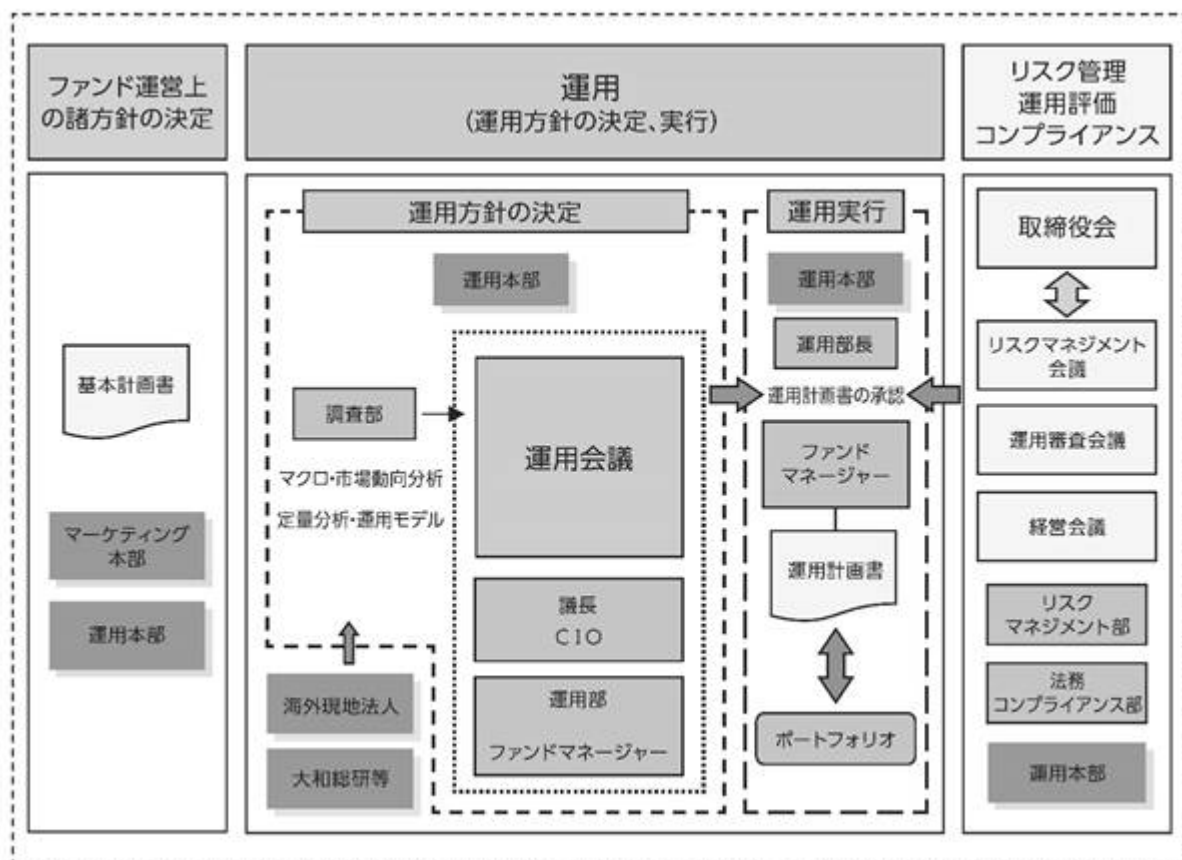 ファンド運営上
の諸方針の決定
運用
(運用方針の決定、実行)
リスク管理
運用評価
コンプライアンス
基本計画書
マーケティング
本部
運用本部
運用方針の決定
運用本部
調査部
マクロ・市場動向分析
定量分析・運用モデル
海外現地法人
大和総研等
運用会議
議長
CIO
運用部
ファンドマネージャー
運用実行
運用本部
運用部長
運用計画書の承認
ファンド
マネージャー
運用計画書
ポートフォリオ
取締役会
リスクマネジメント
会議
運用審査会議
経営会議
リスク
マネジメント部
法務
コンプライアンス部
運用本部